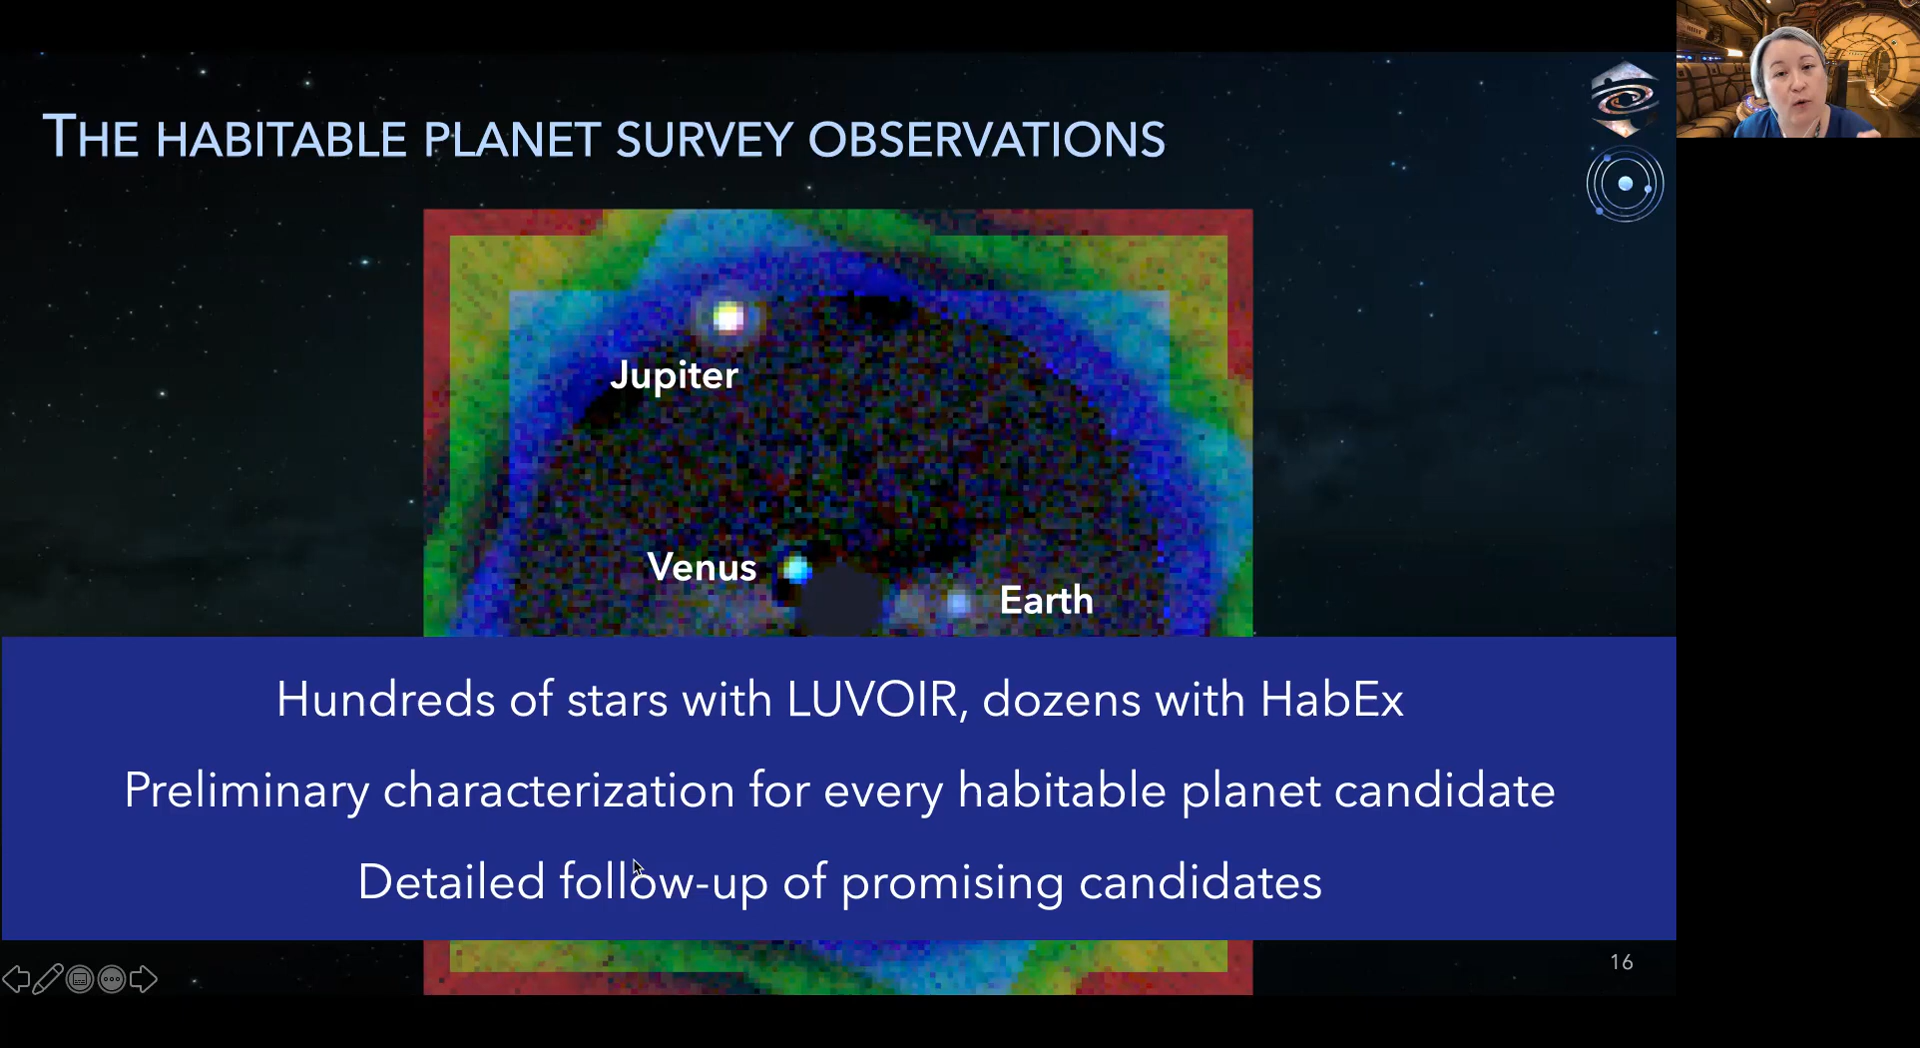 THE HABITABLE PLANET SURVEY OBSERVATIONS
Jupiter
Venus
Earth
Hundreds of stars with LUVOIR, dozens with HabEx
Preliminary characterization for every habitable planet candidate
Detailed follow-up of promising candidates
16